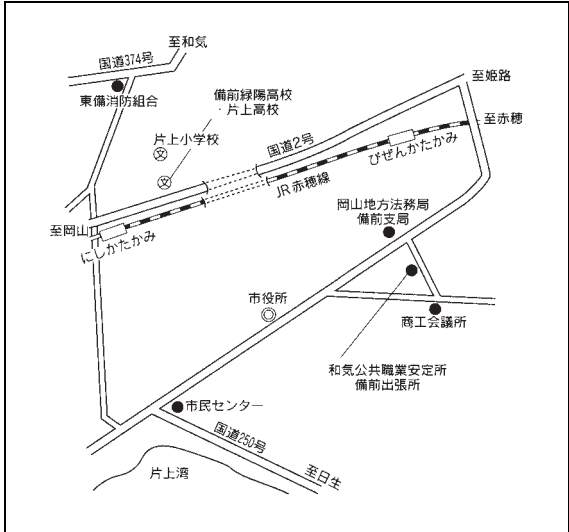 至和気
国道374号
東備消防組合
備前緑陽高校
・片上高校
片上小学校
至姫路
至赤穂
国道2号
びぜんかたかみ
JR赤穂線
岡山地方法務局
備前支局
至岡山
にしかたかみ
文
文
市役所
商工会議所
和気公共職業安定所
備前出張所
市民センター
国道250号
至日生
片上湾